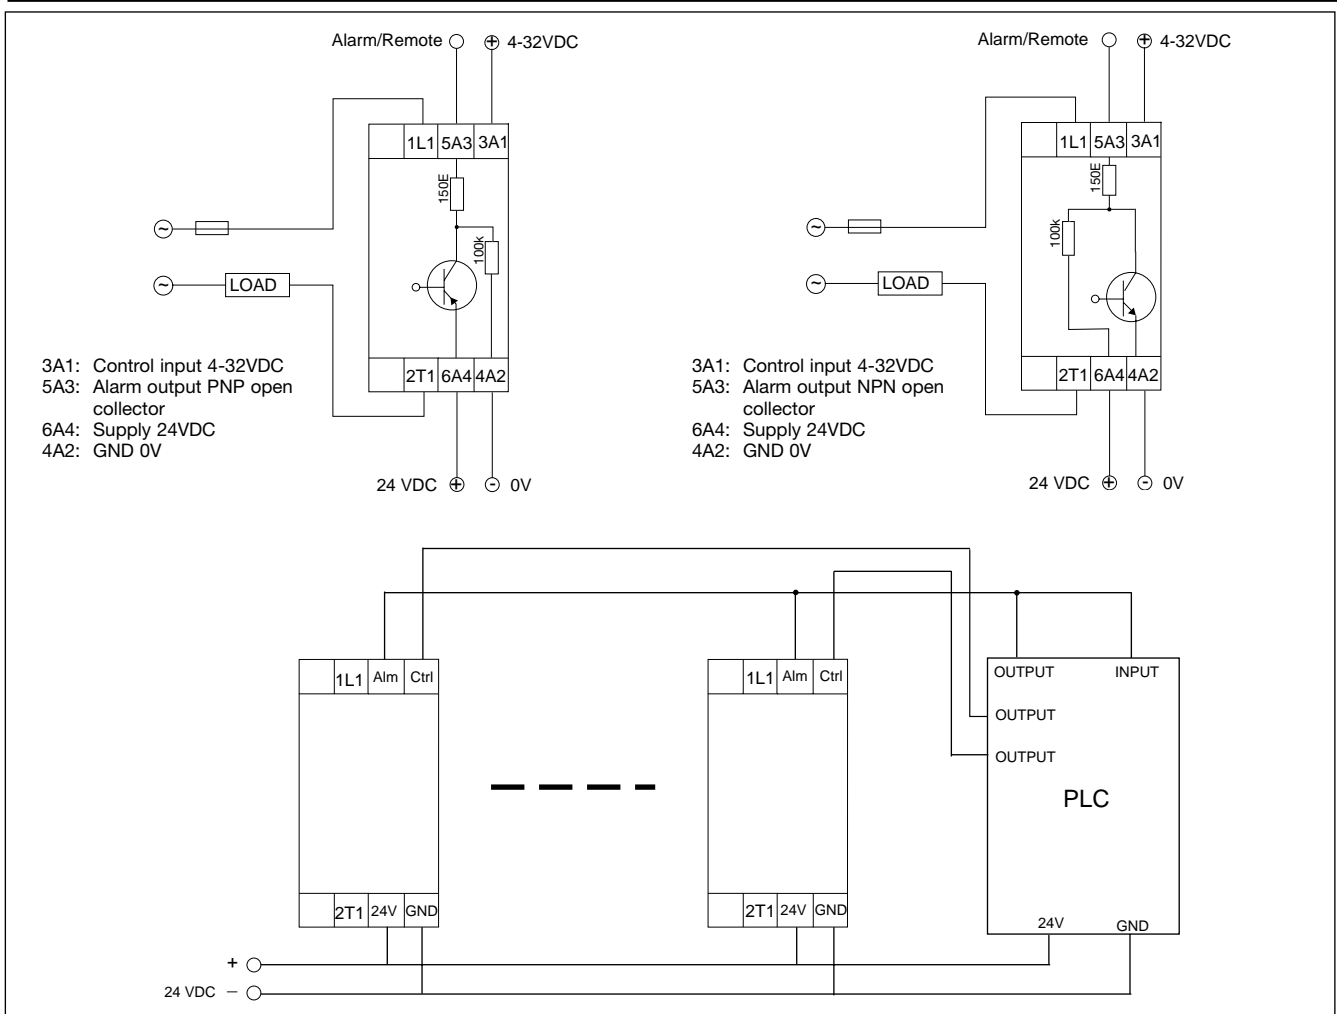 Alarm/Remote
4-32VDC
1L1 5A3 3A1
150E
100k
LOAD
2T1 6A4 4A2
3A1: Control input 4-32VDC
5A3: Alarm output PNP open
collector
6A4: Supply 24VDC
4A2: GND 0V
24 VDC + - 0V
Alarm/Remote
4-32VDC
1L1 5A3 3A1
150E
100k
LOAD
2T1 6A4 4A2
3A1: Control input 4-32VDC
5A3: Alarm output NPN open
collector
6A4: Supply 24VDC
4A2: GND 0V
24 VDC + - 0V
1L1 Alm Ctrl
2T1 24V GND
1L1 Alm Ctrl
2T1 24V GND
OUTPUT INPUT
OUTPUT
OUTPUT
PLC
24V GND
+
24 VDC −